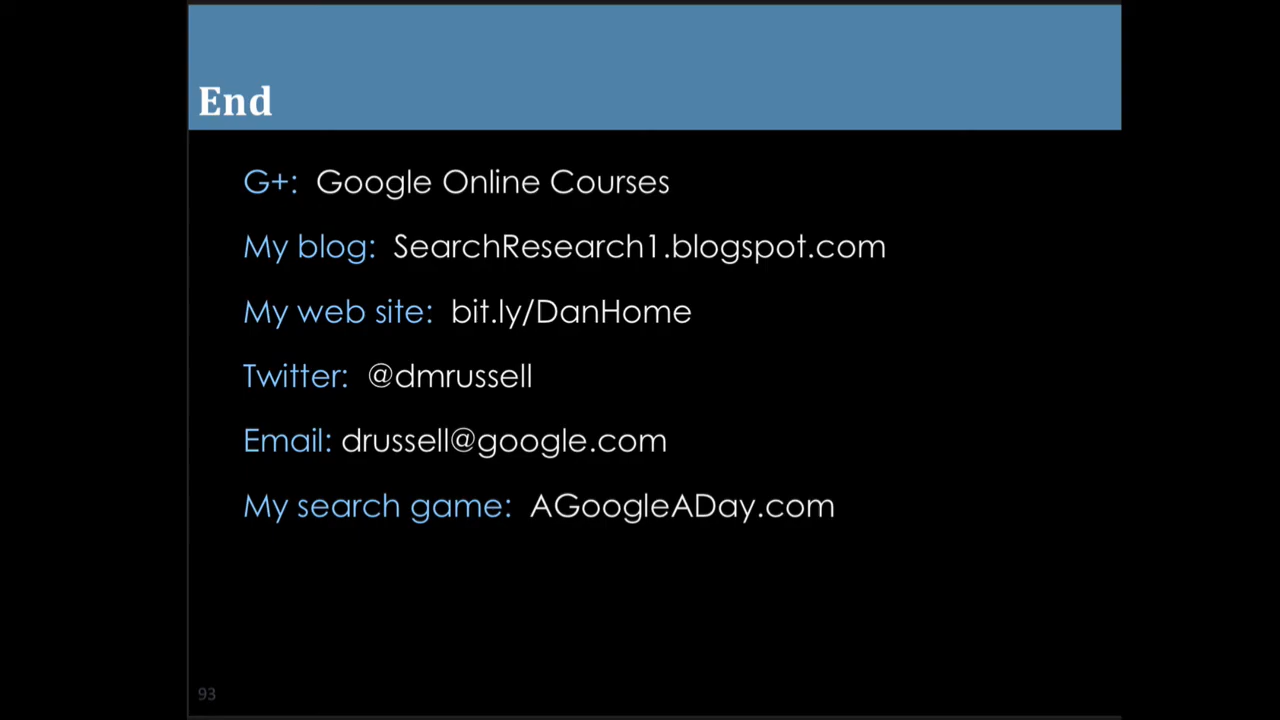 End
G+: Google Online Courses
My blog: SearchResearch1.blogspot.com
My web site: bit.ly/DanHome
Twitter: @dmrussell
Email: drussell@google.com
My search game: AGoogleADay.com
93